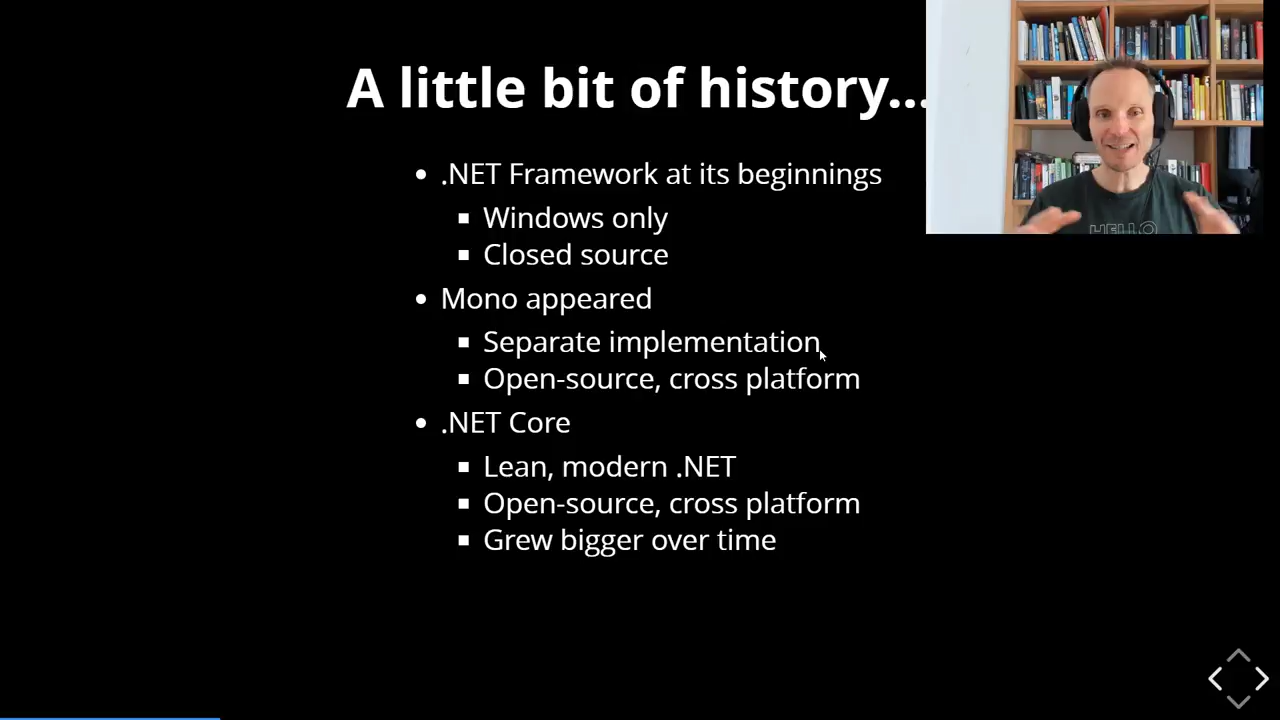 A little bit of history...
.NET Framework at its beginnings
Windows only
Closed source
Mono appeared
Separate implementation
Open-source, cross platform
.NET Core
Lean, modern .NET
Open-source, cross platform
Grew bigger over time
HELLO